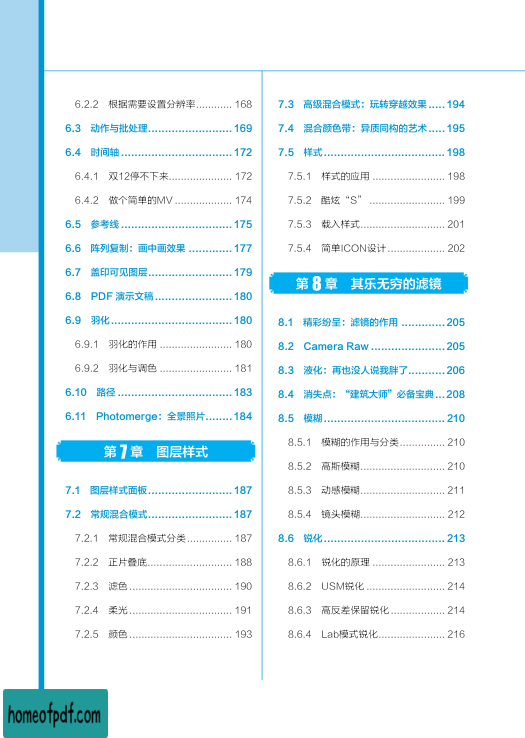 6.2.2 根据需要设置分辨率............ 168
6.3 动作与批处理......................... 169
6.4 时间轴................................. 172
6.4.1 双12停不下来..................... 172
6.4.2 做个简单的MV ................... 174
6.5 参考线................................. 175
6.6 阵列复制：画中画效果 ............. 177
6.7 盖印可见图层......................... 179
6.8 PDF 演示文稿....................... 180
6.9 羽化.................................... 180
6.9.1 羽化的作用 ........................ 180
6.9.2 羽化与调色 ........................ 181
6.10 路径 .................................. 183
6.11 Photomerge：全景照片........ 184
第7章 图层样式
7.1 图层样式面板......................... 187
7.2 常规混合模式......................... 187
7.2.1 常规混合模式分类............... 187
7.2.2 正片叠底............................ 188
7.2.3 滤色.................................. 190
7.2.4 柔光.................................. 191
7.2.5 颜色.................................. 193
7.3 高级混合模式：玩转穿越效果..... 194
7.4 混合颜色带：异质同构的艺术..... 195
7.5 样式.................................... 198
7.5.1 样式的应用 ........................ 198
7.5.2 酷炫“S” ......................... 199
7.5.3 载入样式............................ 201
7.5.4 简单ICON设计................... 202
第8章 其乐无穷的滤镜
8.1 精彩纷呈：滤镜的作用 ............. 205
8.2 Camera Raw ...................... 205
8.3 液化：再也没人说我胖了........... 206
8.4 消失点：“建筑大师”必备宝典... 208
8.5 模糊.................................... 210
8.5.1 模糊的作用与分类............... 210
8.5.2 高斯模糊............................ 210
8.5.3 动感模糊............................ 211
8.5.4 镜头模糊............................ 212
8.6 锐化.................................... 213
8.6.1 锐化的原理 ........................ 213
8.6.2 USM锐化 .......................... 214
8.6.3 高反差保留锐化.................. 214
8.6.4 Lab模式锐化...................... 216
homeofpdf.com